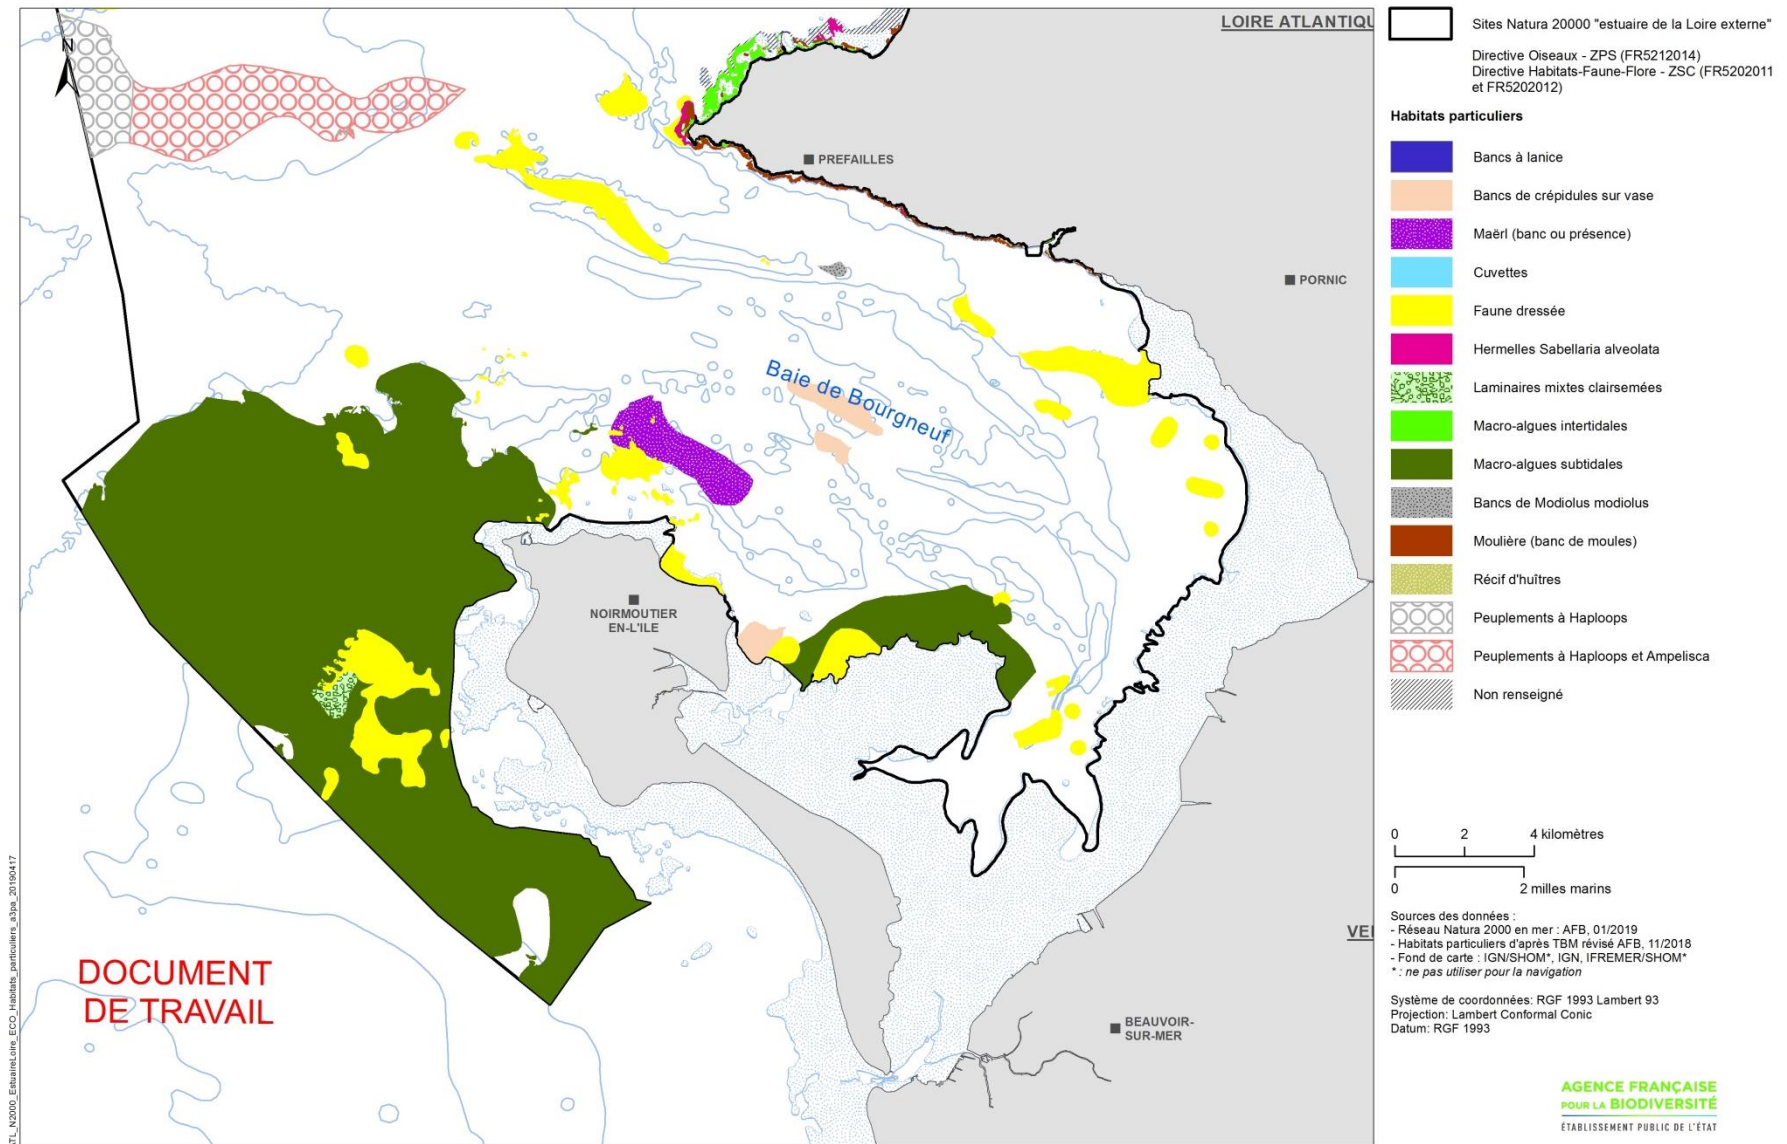 N
LOIRE ATLANTIQU
PREFAILLES
PORNIC
Baie de Bourgneuf
NOIRMOUTIER
EN-L'ILE
BEAUVOIR-
SUR-MER
DOCUMENT
DE TRAVAIL
Sites Natura 20000 "estuaire de la Loire externe"
Directive Oiseaux - ZPS (FR5212014)
Directive Habitats-Faune-Flore - ZSC (FR5202011
et FR5202012)
Habitats particuliers
Bancs à lanice
Bancs de crépidules sur vase
Maërl (banc ou présence)
Cuvettes
Faune dressée
Hermelles Sabellaria alveolata
Laminaires mixtes clairsemées
Macro-algues intertidales
Macro-algues subtidales
Bancs de Modiolus modiolus
Moulière (banc de moules)
Récif d'huîtres
Peuplements à Haploops
Peuplements à Haploops et Ampelisca
Non renseigné
0 2 4 kilomètres
0 2 milles marins
Sources des données :
- Réseau Natura 2000 en mer : AFB, 01/2019
- Habitats particuliers d'après TBM révisé AFB, 11/2018
- Fond de carte : IGN/SHOM*, IGN, IFREMER/SHOM*
* : ne pas utiliser pour la navigation
Système de coordonnées: RGF 1993 Lambert 93
Projection: Lambert Conformal Conic
Datum: RGF 1993
AGENCE FRANÇAISE
POUR LA BIODIVERSITÉ
ÉTABLISSEMENT PUBLIC DE L'ÉTAT